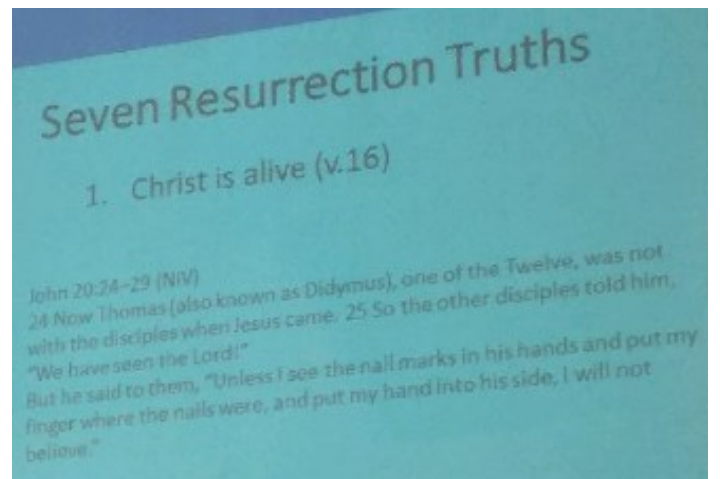 Seven Resurrection Truths
1. Christ is alive (v.16)
John 20:24-29 (NIV)
24 Now Thomas (also known as Didymus), one of the Twelve, was not
with the disciples when Jesus came. 25 So the other disciples told him,
"We have seen the Lord!"
But he said to them, "Unless I see the nail marks in his hands and put my
finger where the nails were, and put my hand into his side, I will not
believe."